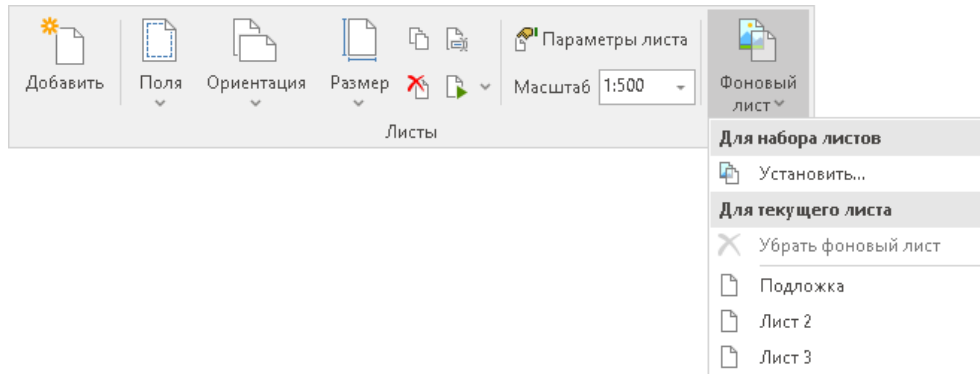 Добавить
Поля
Ориентация
Размер
Параметры листа
Масштаб 1:500
Фоновый
лист
Листы
Для набора листов
Установить...
Для текущего листа
Убрать фоновый лист
Подложка
Лист 2
Лист 3